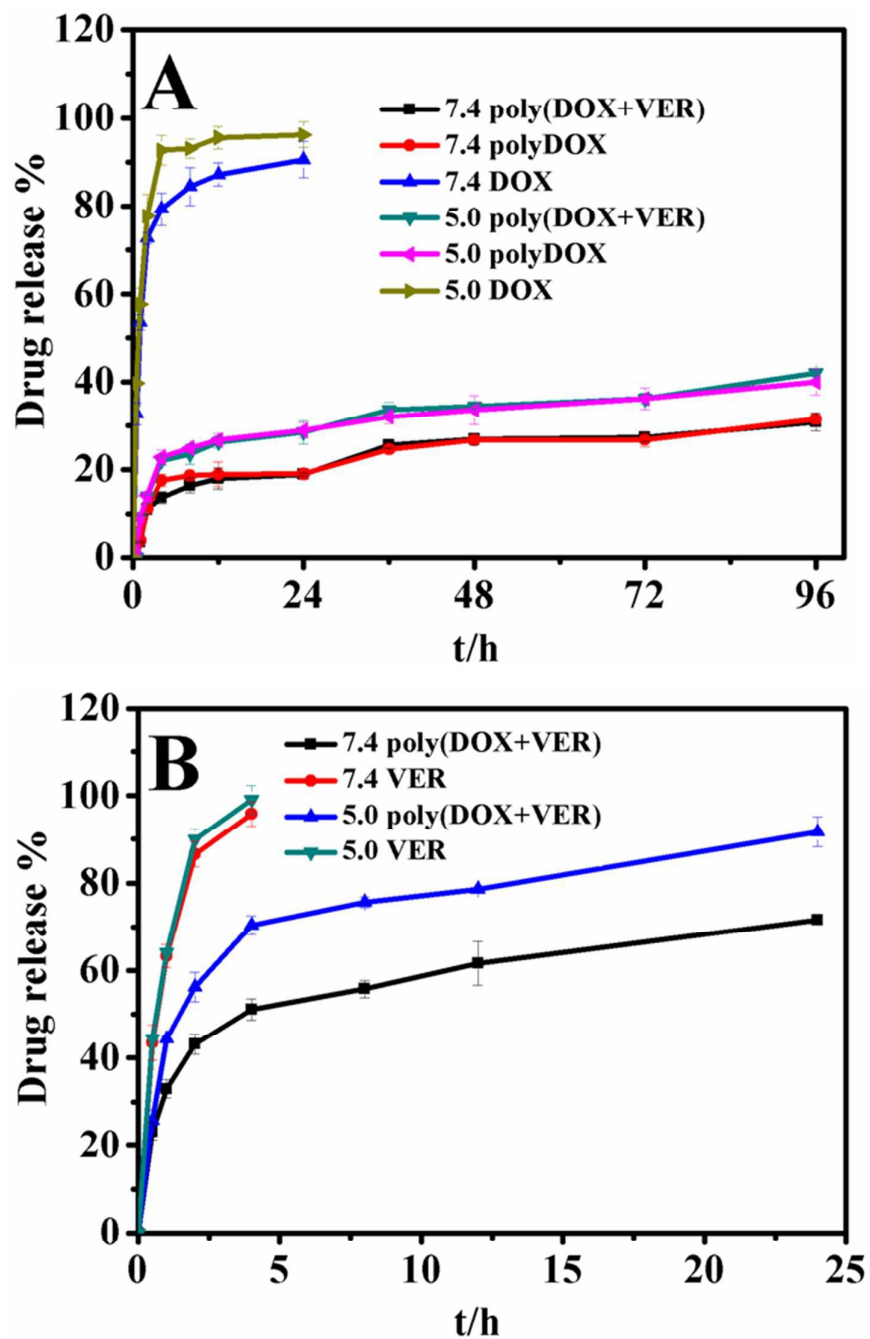 120
A
100
80
60
40
20
0
Drug release %
7.4 poly(DOX+VER)
7.4 polyDOX
7.4 DOX
5.0 poly(DOX+VER)
5.0 polyDOX
5.0 DOX
0 24 48 72 96
t/h
120
B
100
80
60
40
20
0
Drug release %
7.4 poly(DOX+VER)
7.4 VER
5.0 poly(DOX+VER)
5.0 VER
0 5 10 15 20 25
t/h